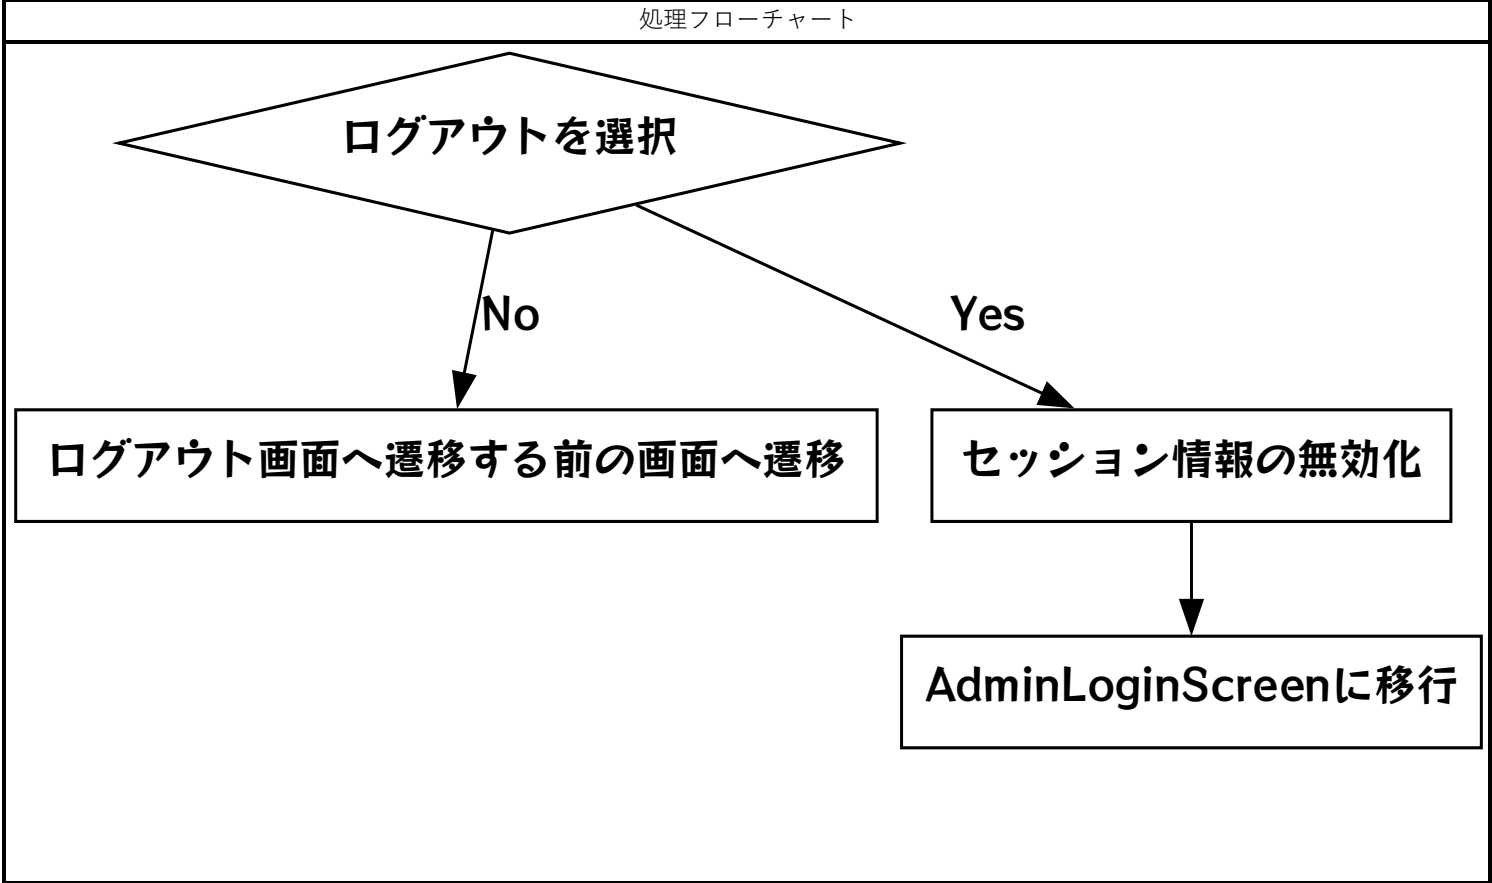 処理フローチャート
ログアウトを選択
No
Yes
ログアウト画面へ遷移する前の画面へ遷移
セッション情報の無効化
AdminLoginScreenに移行